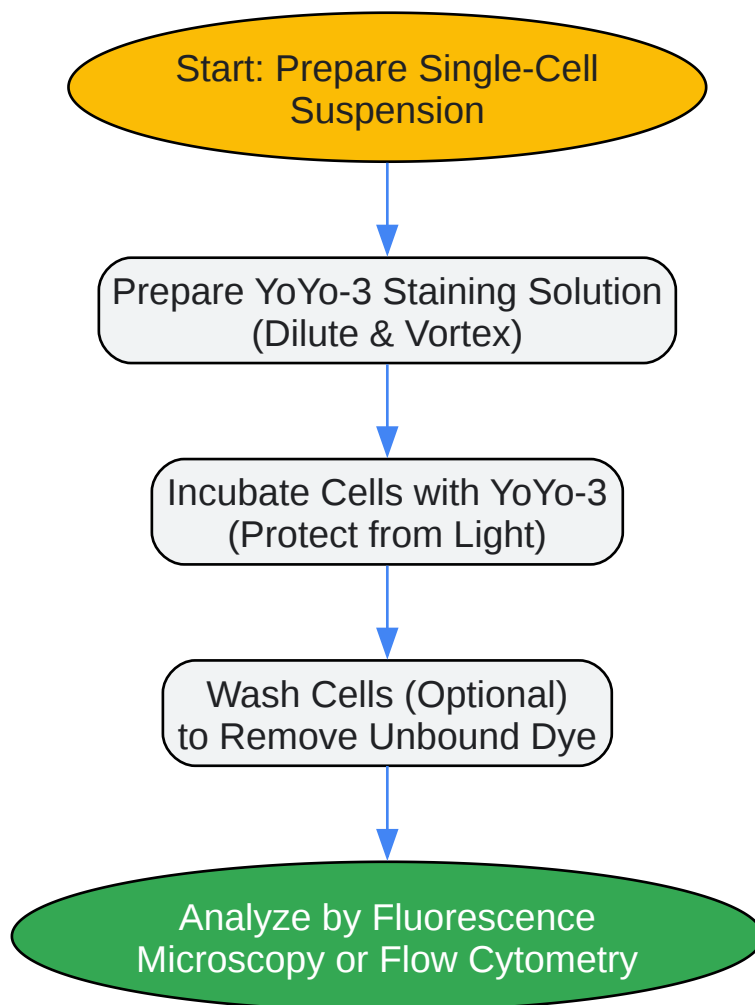 Start: Prepare Single-Cell
Suspension
Prepare YoYo-3 Staining Solution
(Dilute & Vortex)
Incubate Cells with YoYo-3
(Protect from Light)
Wash Cells (Optional)
to Remove Unbound Dye
Analyze by Fluorescence
Microscopy or Flow Cytometry